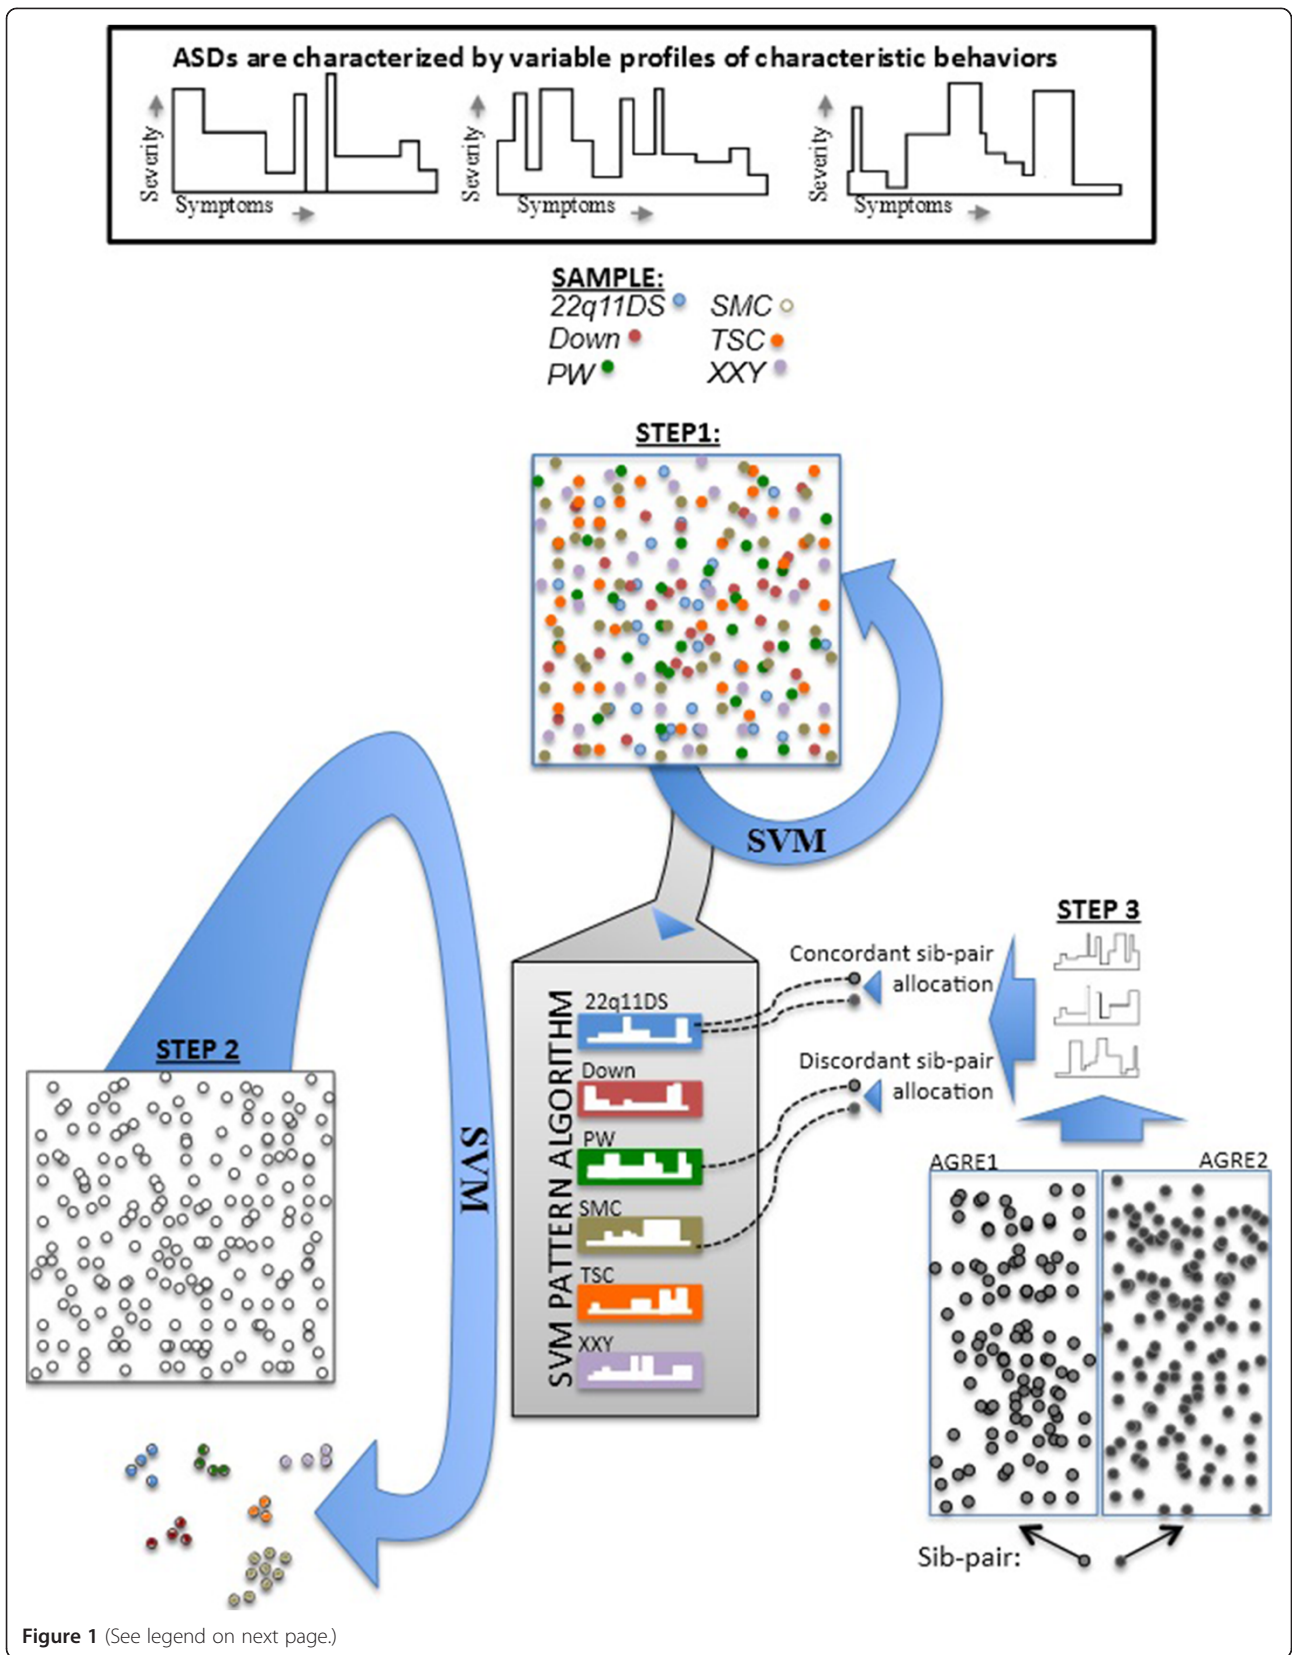 ASDs are characterized by variable profiles of characteristic behaviors
Severity
Symptoms
Severity
Symptoms
Severity
Symptoms
SAMPLE:
22q11DS
SMC
Down
TSC
PW
XXY
STEP1:
SVM
STEP 2
SVM
SVM PATTERN ALGORITHM
22q11DS
Down
PW
SMC
TSC
XXY
STEP 3
Concordant sib-pair
allocation
Discordant sib-pair
allocation
AGRE1
AGRE2
Sib-pair:
Figure 1 (See legend on next page.)